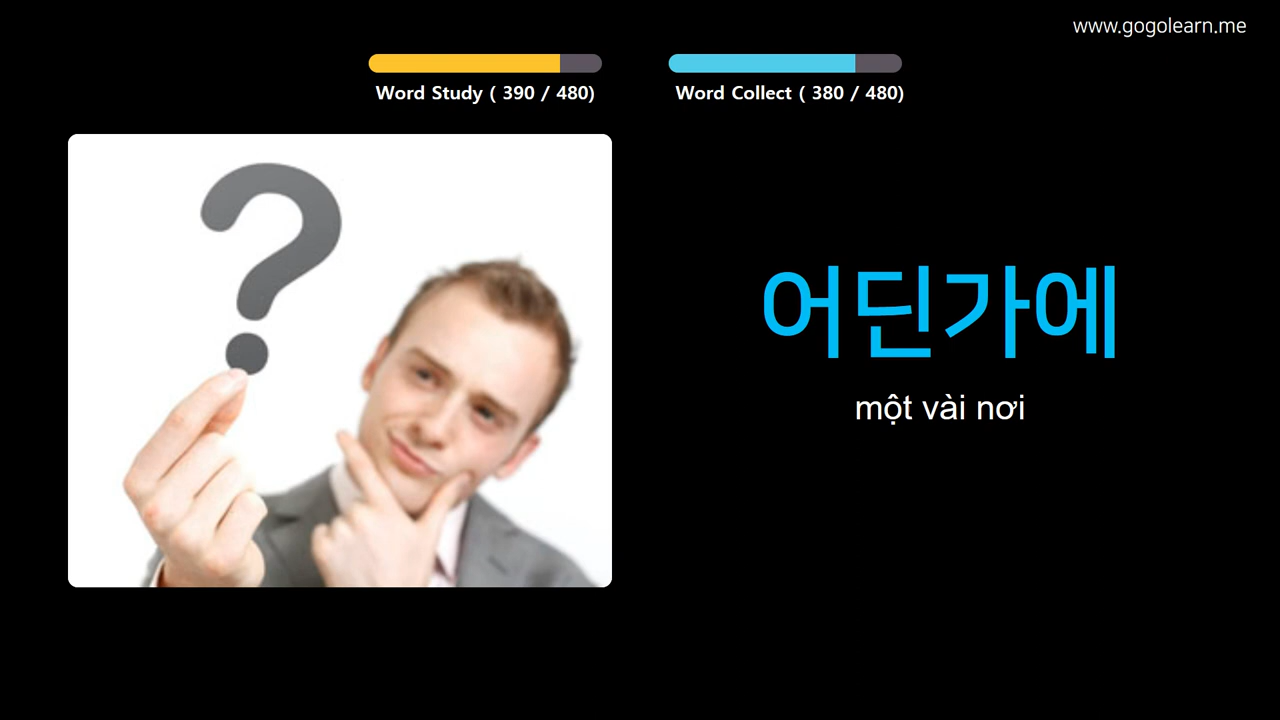 www.gogolearn.me
Word Study ( 390 / 480)
Word Collect ( 380 / 480)
?
어딘가에
một vài nơi